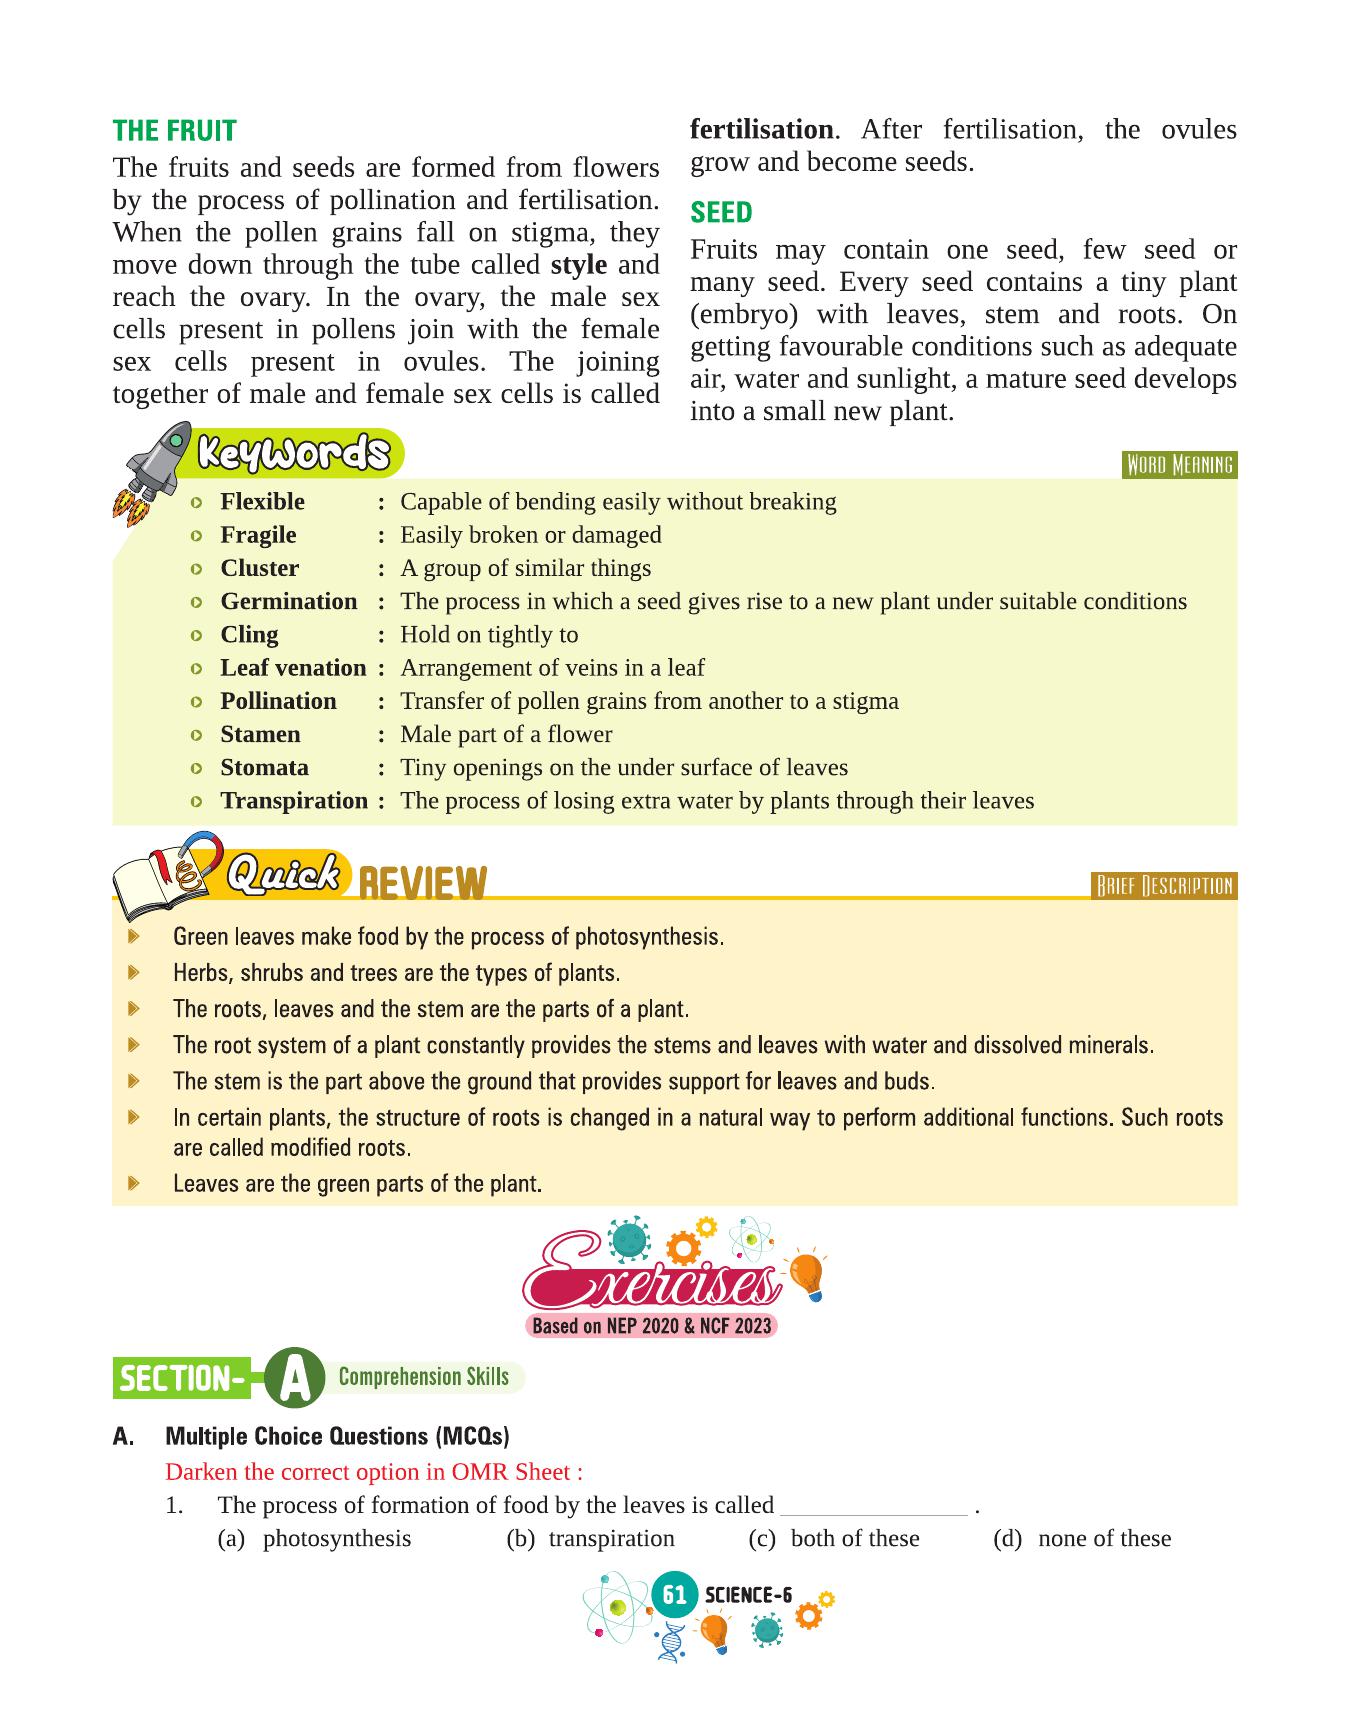 THE FRUIT
The fruits and seeds are formed from flowers
by the process of pollination and fertilisation.
When the pollen grains fall on stigma, they
move down through the tube called style and
reach the ovary. In the ovary, the male sex
cells present in pollens join with the female
sex cells present in ovules. The joining
together of male and female sex cells is called
fertilisation. After fertilisation, the ovules
grow and become seeds.
SEED
Fruits may contain one seed, few seed or
many seed. Every seed contains a tiny plant
(embryo) with leaves, stem and roots. On
getting favourable conditions such as adequate
air, water and sunlight, a mature seed develops
into a small new plant.
Keywords
WORD MEANING
Flexible : Capable of bending easily without breaking
Fragile : Easily broken or damaged
Cluster : A group of similar things
Germination : The process in which a seed gives rise to a new plant under suitable conditions
Cling : Hold on tightly to
Leaf venation : Arrangement of veins in a leaf
Pollination : Transfer of pollen grains from another to a stigma
Stamen : Male part of a flower
Stomata : Tiny openings on the under surface of leaves
Transpiration : The process of losing extra water by plants through their leaves
Quick REVIEW
BRIEF DESCRIPTION
Green leaves make food by the process of photosynthesis.
Herbs, shrubs and trees are the types of plants.
The roots, leaves and the stem are the parts of a plant.
The root system of a plant constantly provides the stems and leaves with water and dissolved minerals.
The stem is the part above the ground that provides support for leaves and buds.
In certain plants, the structure of roots is changed in a natural way to perform additional functions. Such roots
are called modified roots.
Leaves are the green parts of the plant.
Exercises
Based on NEP 2020 & NCF 2023
SECTION- A Comprehension Skills
A. Multiple Choice Questions (MCQs)
Darken the correct option in OMR Sheet :
1. The process of formation of food by the leaves is called _______________ .
(a) photosynthesis (b) transpiration (c) both of these (d) none of these
61 SCIENCE-6